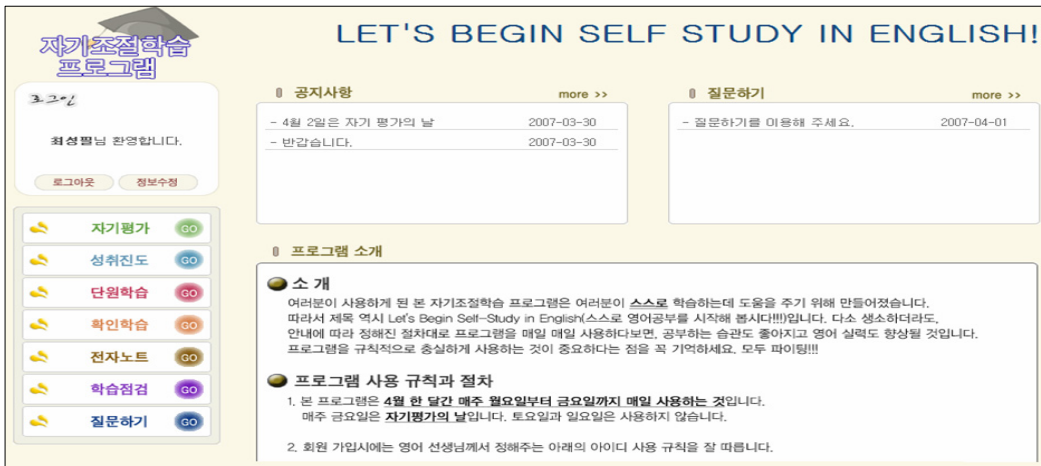 자기조절학습
프로그램
LET'S BEGIN SELF STUDY IN ENGLISH!
로그인
최성필님 환영합니다.
로그아웃 정보수정
자기평가 GO
성취진도 GO
단원학습 GO
확인학습 GO
전자노트 GO
학습점검 GO
질문하기 GO
공지사항 more >>
- 4월 2일은 자기 평가의 날 2007-03-30
- 반갑습니다. 2007-03-30
질문하기 more >>
- 질문하기를 이용해 주세요. 2007-04-01
프로그램 소개
소 개
여러분이 사용하게 된 본 자기조절학습 프로그램은 여러분이 스스로 학습하는데 도움을 주기 위해 만들어졌습니다.
따라서 제목 역시 Let's Begin Self-Study in English(스스로 영어공부를 시작해 봅시다!!!)입니다. 다소 생소하더라도,
안내에 따라 정해진 절차대로 프로그램을 매일 매일 사용하다보면, 공부하는 습관도 좋아지고 영어 실력도 향상될 것입니다.
프로그램을 규칙적으로 충실하게 사용하는 것이 중요하다는 점을 꼭 기억하세요. 모두 파이팅!!!
프로그램 사용 규칙과 절차
1. 본 프로그램은 4월 한 달간 매주 월요일부터 금요일까지 매일 사용하는 것입니다.
매주 금요일은 자기평가의 날입니다. 토요일과 일요일은 사용하지 않습니다.
2. 회원 가입시에는 영어 선생님께서 정해주는 아래의 아이디 사용 규칙을 잘 따릅니다.